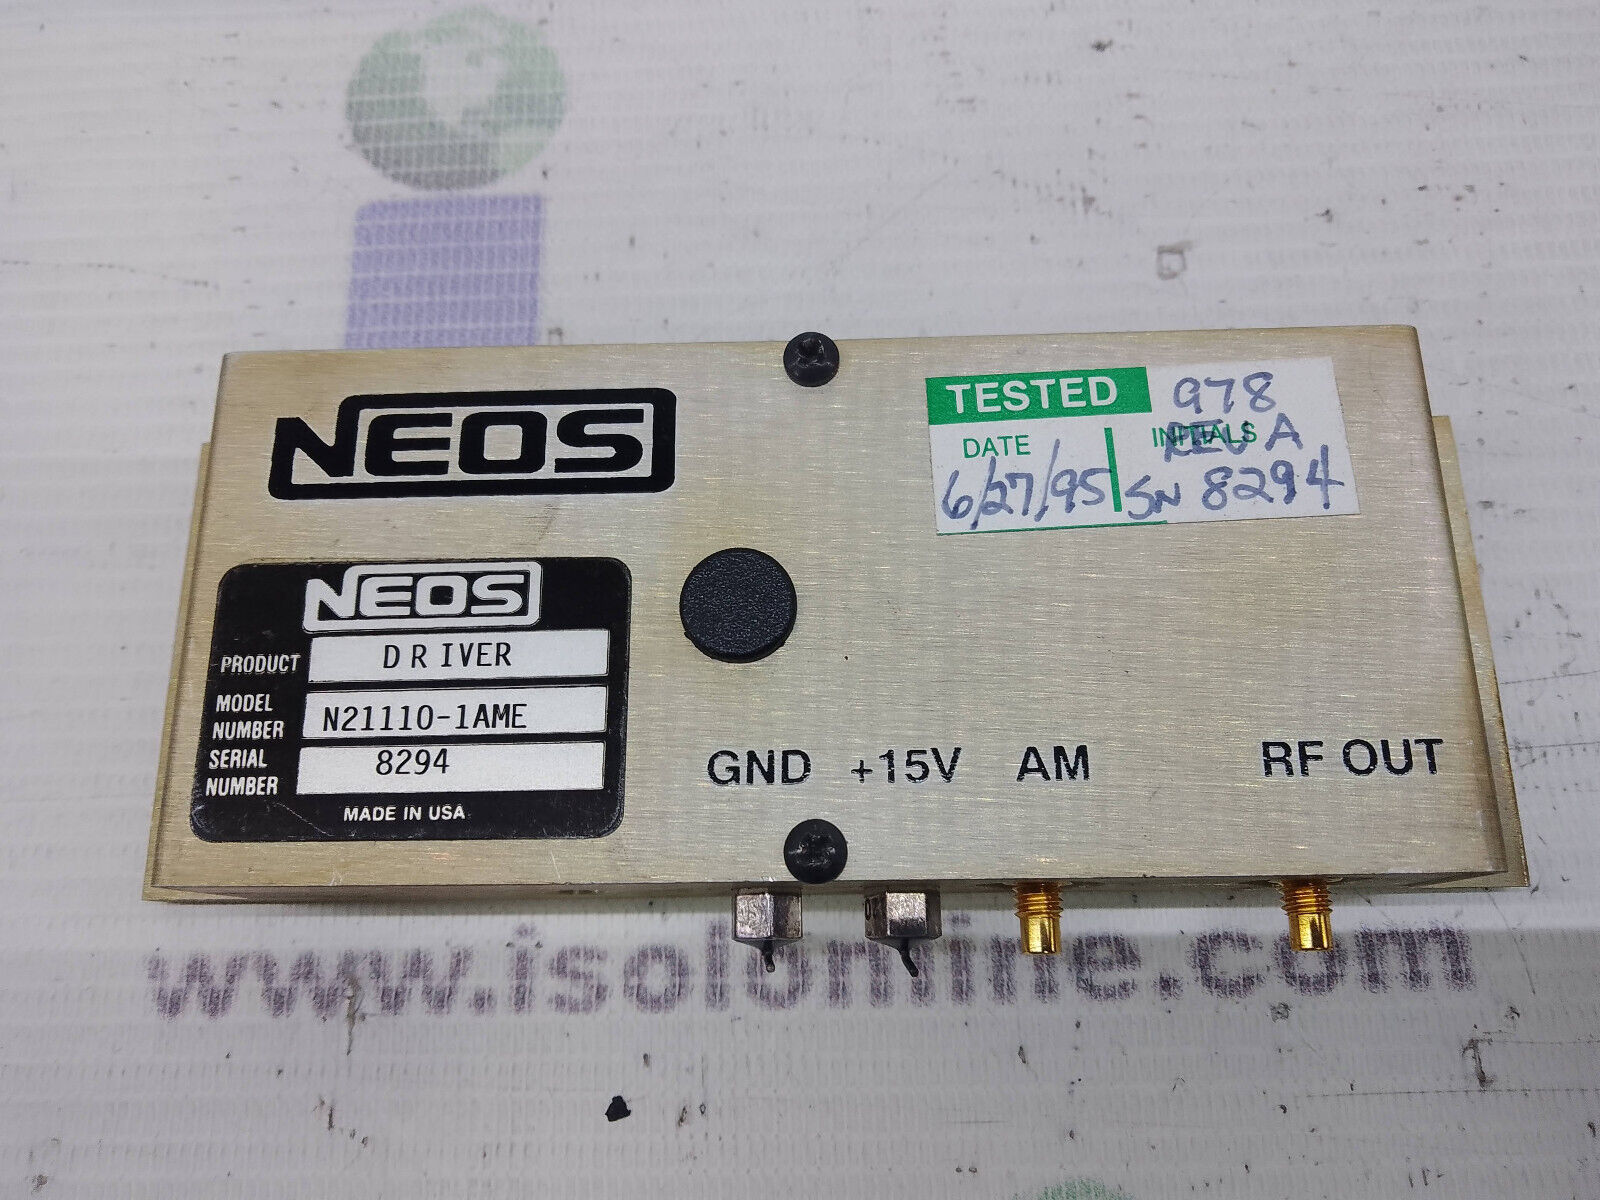 NEOS
TESTED 978
DATE INITIALS REV A
6/27/95 SN 8294
NEOS
PRODUCT DRIVER
MODEL NUMBER N21110-1AME
SERIAL NUMBER 8294
MADE IN USA
GND +15V AM RF OUT
www.isolonline.com